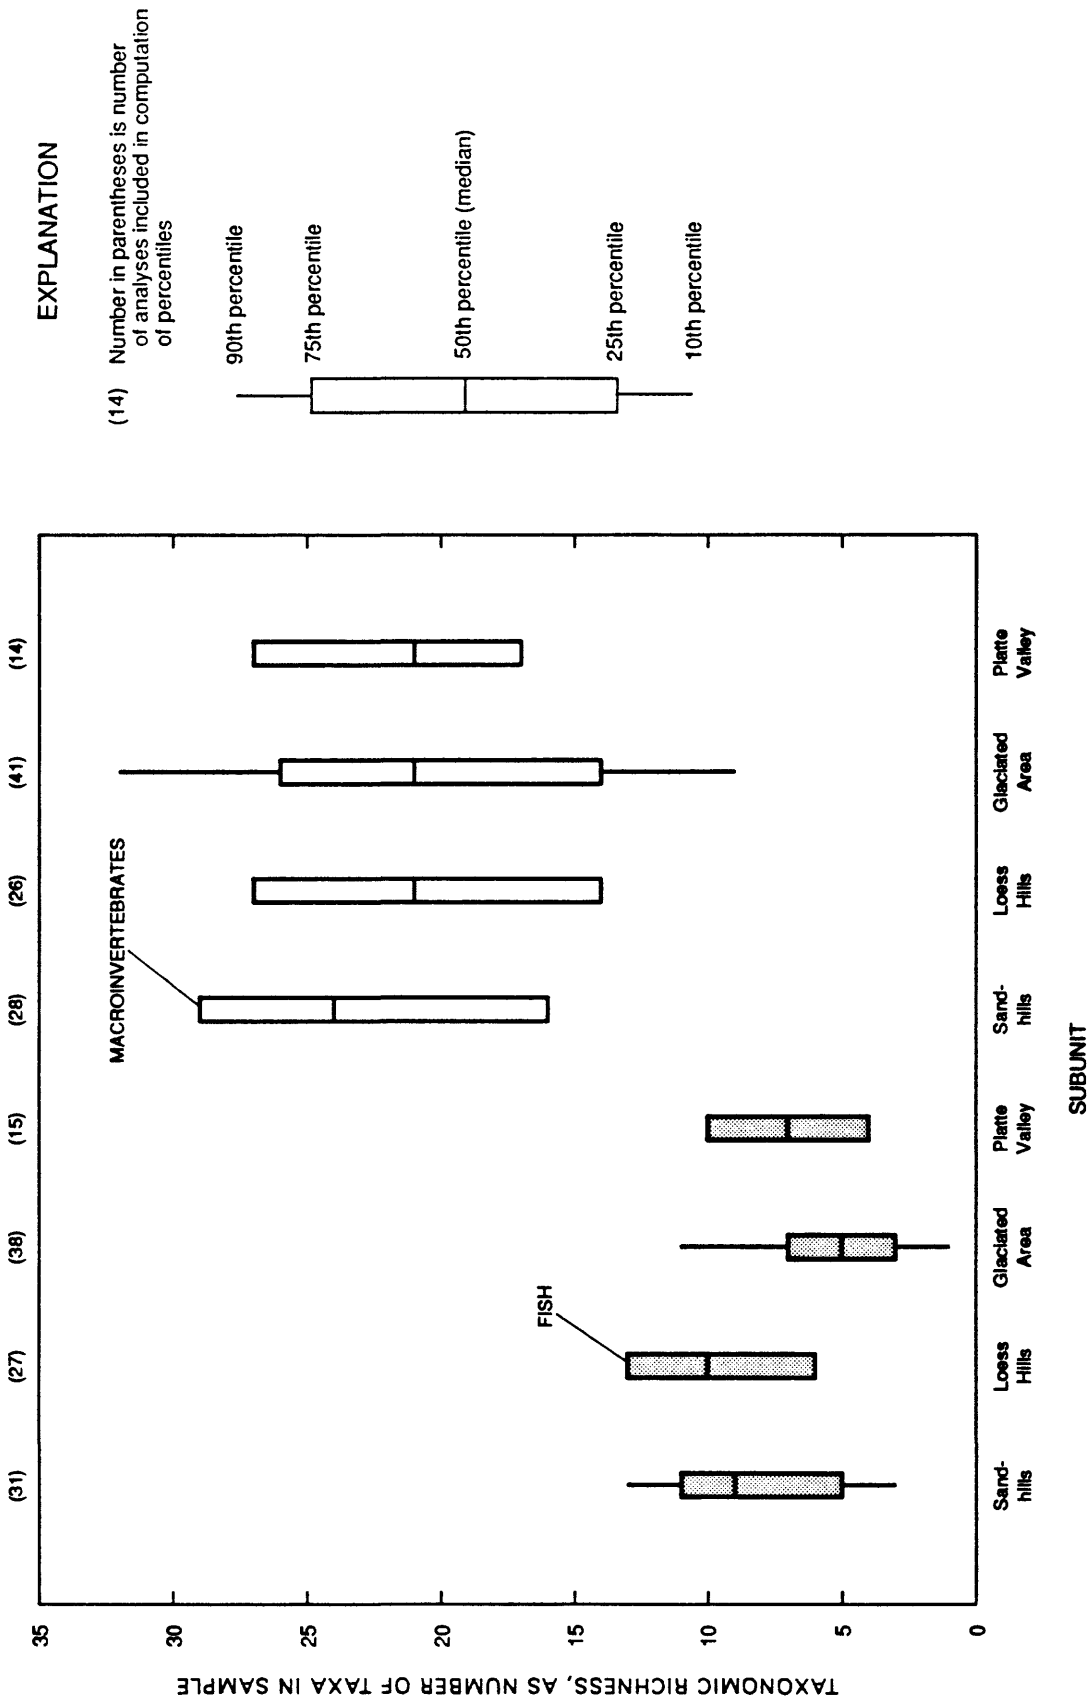 TAXONOMIC RICHNESS, AS NUMBER OF TAXA IN SAMPLE
35
30
25
20
15
10
5
0
(31)
(27)
(38)
(15)
(28)
(26)
(41)
(14)
FISH
MACROINVERTEBRATES
Sand-
hills
Loess
Hills
Glaciated
Area
Platte
Valley
Sand-
hills
Loess
Hills
Glaciated
Area
Platte
Valley
SUBUNIT
EXPLANATION
(14) Number in parentheses is number
of analyses included in computation
of percentiles
90th percentile
75th percentile
50th percentile (median)
25th percentile
10th percentile